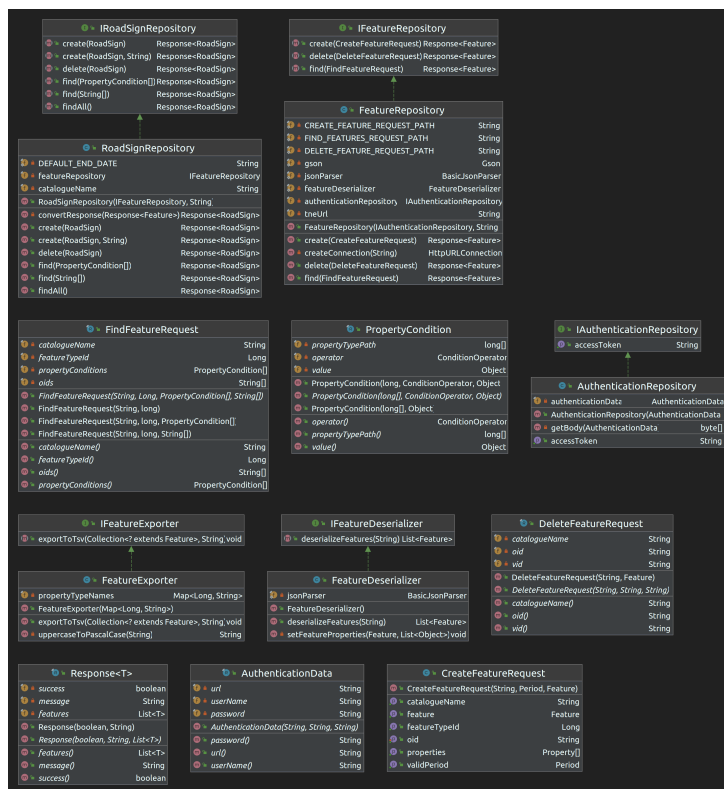 IRoadSignRepository
create(RoadSign) Response<RoadSign>
create(RoadSign, String) Response<RoadSign>
delete(RoadSign) Response<RoadSign>
find(PropertyCondition[]) Response<RoadSign>
find(String[]) Response<RoadSign>
findAll() Response<RoadSign>
IFeatureRepository
create(CreateFeatureRequest) Response<Feature>
delete(DeleteFeatureRequest) Response<Feature>
find(FindFeatureRequest) Response<Feature>
RoadSignRepository
DEFAULT_END_DATE String
featureRepository IFeatureRepository
catalogueName String
RoadSignRepository(IFeatureRepository, String)
convertResponse(Response<Feature>) Response<RoadSign>
create(RoadSign) Response<RoadSign>
create(RoadSign, String) Response<RoadSign>
delete(RoadSign) Response<RoadSign>
find(PropertyCondition[]) Response<RoadSign>
find(String[]) Response<RoadSign>
findAll() Response<RoadSign>
FeatureRepository
CREATE_FEATURE_REQUEST_PATH String
FIND_FEATURES_REQUEST_PATH String
DELETE_FEATURE_REQUEST_PATH String
gson Gson
jsonParser BasicJsonParser
featureDeserializer FeatureDeserializer
authenticationRepository IAuthenticationRepository
tneUrl String
FeatureRepository(IAuthenticationRepository, String
create(CreateFeatureRequest) Response<Feature>
createConnection(String) HttpURLConnection
delete(DeleteFeatureRequest) Response<Feature>
find(FindFeatureRequest) Response<Feature>
FindFeatureRequest
catalogueName String
featureTypeId Long
propertyConditions PropertyCondition[]
oids String[]
FindFeatureRequest(String, Long, PropertyCondition[], String[])
FindFeatureRequest(String, long)
FindFeatureRequest(String, long, PropertyCondition[]
FindFeatureRequest(String, long, String[])
catalogueName() String
featureTypeId() Long
oids() String[]
propertyConditions() PropertyCondition[]
PropertyCondition
propertyTypePath long[]
operator ConditionOperator
value Object
PropertyCondition(long, ConditionOperator, Object
PropertyCondition(long[], ConditionOperator, Object)
PropertyCondition(long[], Object)
operator() ConditionOperator
propertyTypePath() long[]
value() Object
IAuthenticationRepository
accessToken String
AuthenticationRepository
authenticationData AuthenticationData
AuthenticationRepository(AuthenticationData
getBody(AuthenticationData byte[]
accessToken String
IFeatureExporter
exportToTsv(Collection<? extends Feature>, String) void
FeatureExporter
propertyTypeNames Map<Long, String>
FeatureExporter(Map<Long, String>)
exportToTsv(Collection<? extends Feature>, String) void
uppercaseToPascalCase(String) String
IFeatureDeserializer
deserializeFeatures(String) List<Feature>
FeatureDeserializer
jsonParser BasicJsonParser
FeatureDeserializer()
deserializeFeatures(String) List<Feature>
setFeatureProperties(Feature, List<Object>) void
DeleteFeatureRequest
catalogueName String
oid String
vid String
DeleteFeatureRequest(String, Feature)
DeleteFeatureRequest(String, String, String)
catalogueName() String
oid() String
vid() String
Response<T>
success boolean
message String
features List<T>
Response(boolean, String)
Response(boolean, String, List<T>)
features() List<T>
message() String
success() boolean
AuthenticationData
url String
userName String
password String
AuthenticationData(String, String, String)
password() String
url() String
userName() String
CreateFeatureRequest
CreateFeatureRequest(String, Period, Feature)
catalogueName String
feature Feature
featureTypeId Long
oid String
properties Property[]
validPeriod Period